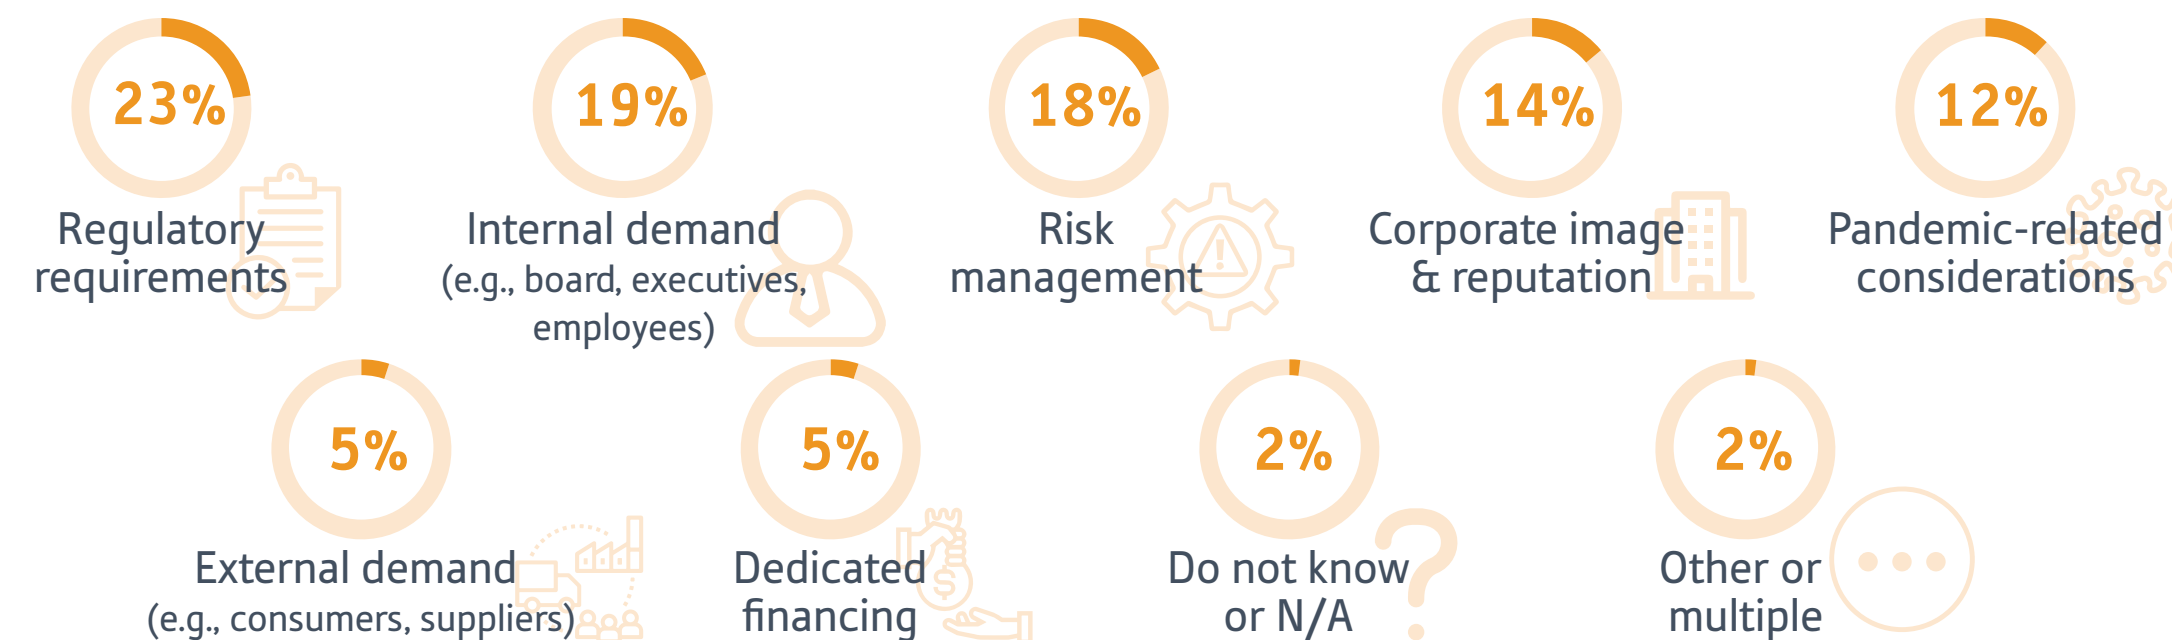 23%
Regulatory
requirements
19%
Internal demand
(e.g., board, executives,
employees)
18%
Risk
management
14%
Corporate image
& reputation
12%
Pandemic-related
considerations
5%
External demand
(e.g., consumers, suppliers)
5%
Dedicated
financing
$
2%
Do not know
or N/A
?
2%
Other or
multiple